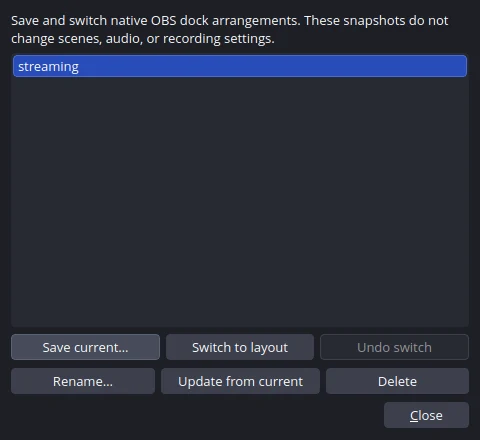 Save and switch native OBS dock arrangements. These snapshots do not
change scenes, audio, or recording settings.
streaming
Save current...
Switch to layout
Undo switch
Rename...
Update from current
Delete
Close